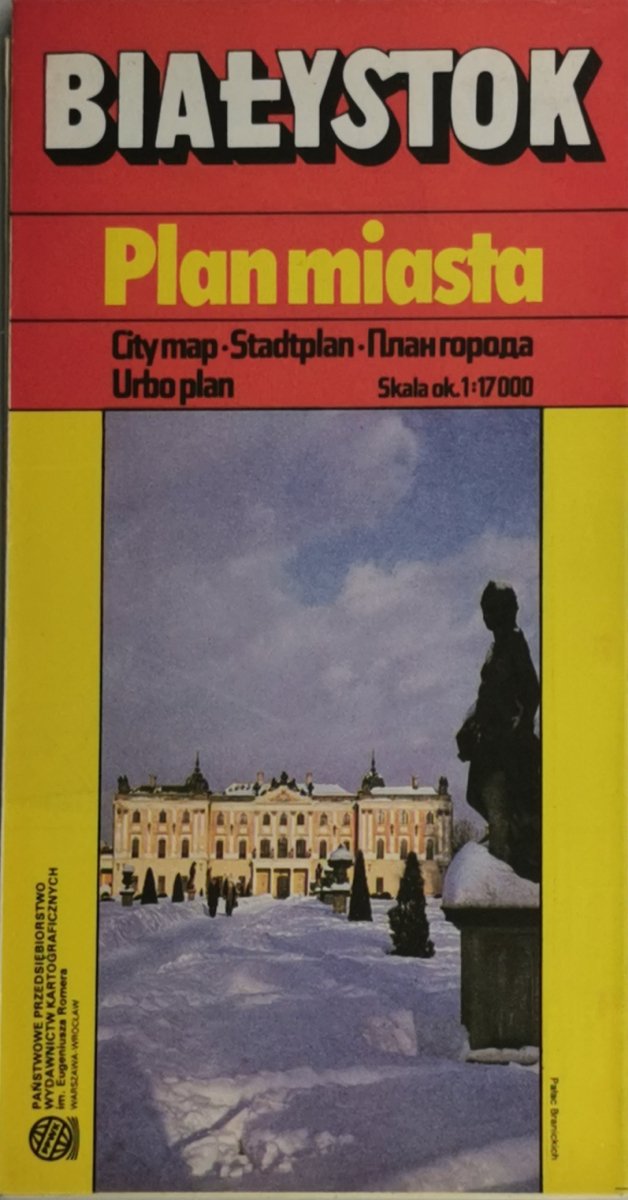 BIAŁYSTOK
Plan miasta
City map · Stadtplan · План города
Urbo plan
Skala ok. 1:17 000
PAŃSTWOWE PRZEDSIĘBIORSTWO
WYDAWNICTW KARTOGRAFICZNYCH
im. Eugeniusza Romera
WARSZAWA-WROCŁAW
PPWK
Pałac Branickich